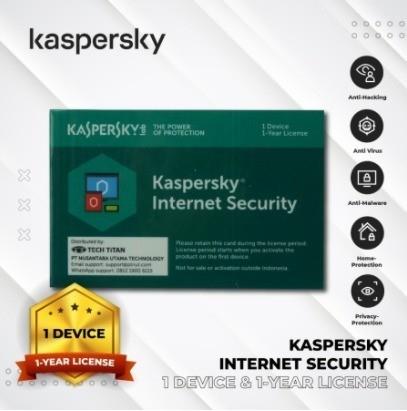 kaspersky
Anti-Hacking
Anti Virus
Anti-Malware
Home-
Protection
Privacy-
Protection
KASPERSKY lab
THE POWER
OF PROTECTION
1 Device
1-Year License
Kaspersky®
Internet Security
Distributed by:
TECH TITAN
PT NUSANTARA UTAMA TECHNOLOGY
Please retain this card during the license period.
License period starts when you activate the
product on the first device.
Not for sale or activation outside Indonesia.
1 DEVICE
1-YEAR LICENSE
KASPERSKY
INTERNET SECURITY
1 DEVICE & 1-YEAR LICENSE